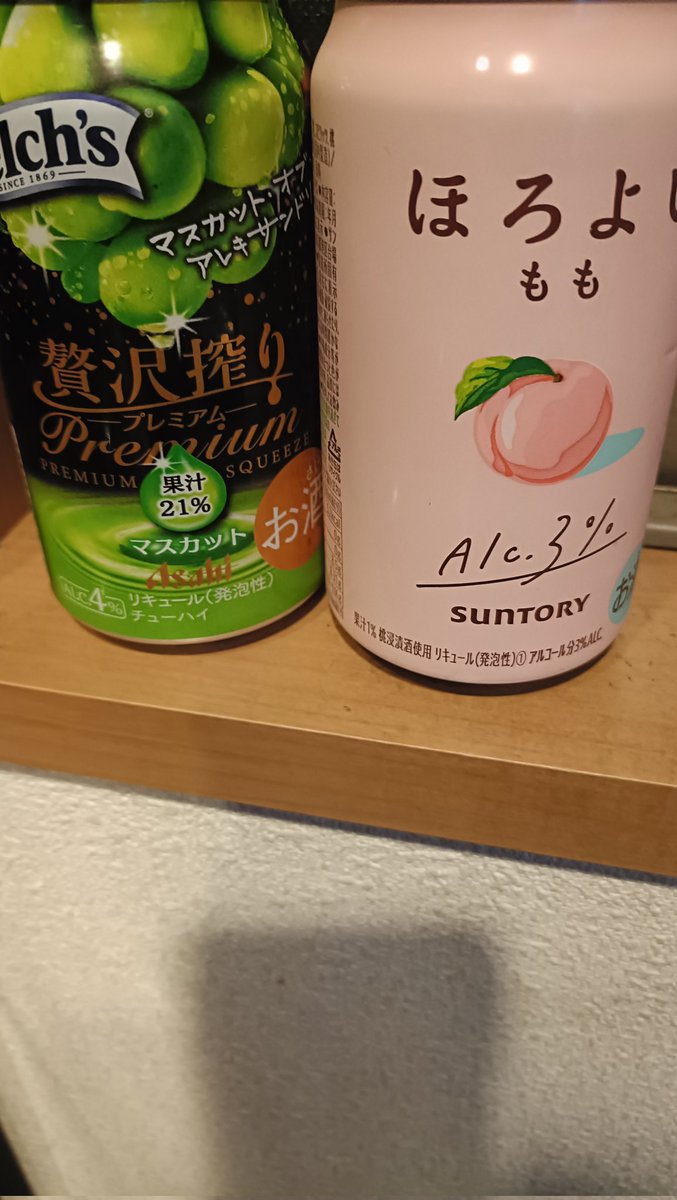 elch's
SINCE 1869
マスカット・オブ
アレキサンドリ
贅沢搾り
プレミアム
Premium
PREMIUM SQUEEZE
果汁
21%
マスカット
お酒
Asahi
ALC.4%
リキュール(発泡性)
チューハイ
ほろよい
もも
Alc.3%
SUNTORY
果汁1% 桃浸漬酒使用 リキュール(発泡性)① アルコール分3%ALC.